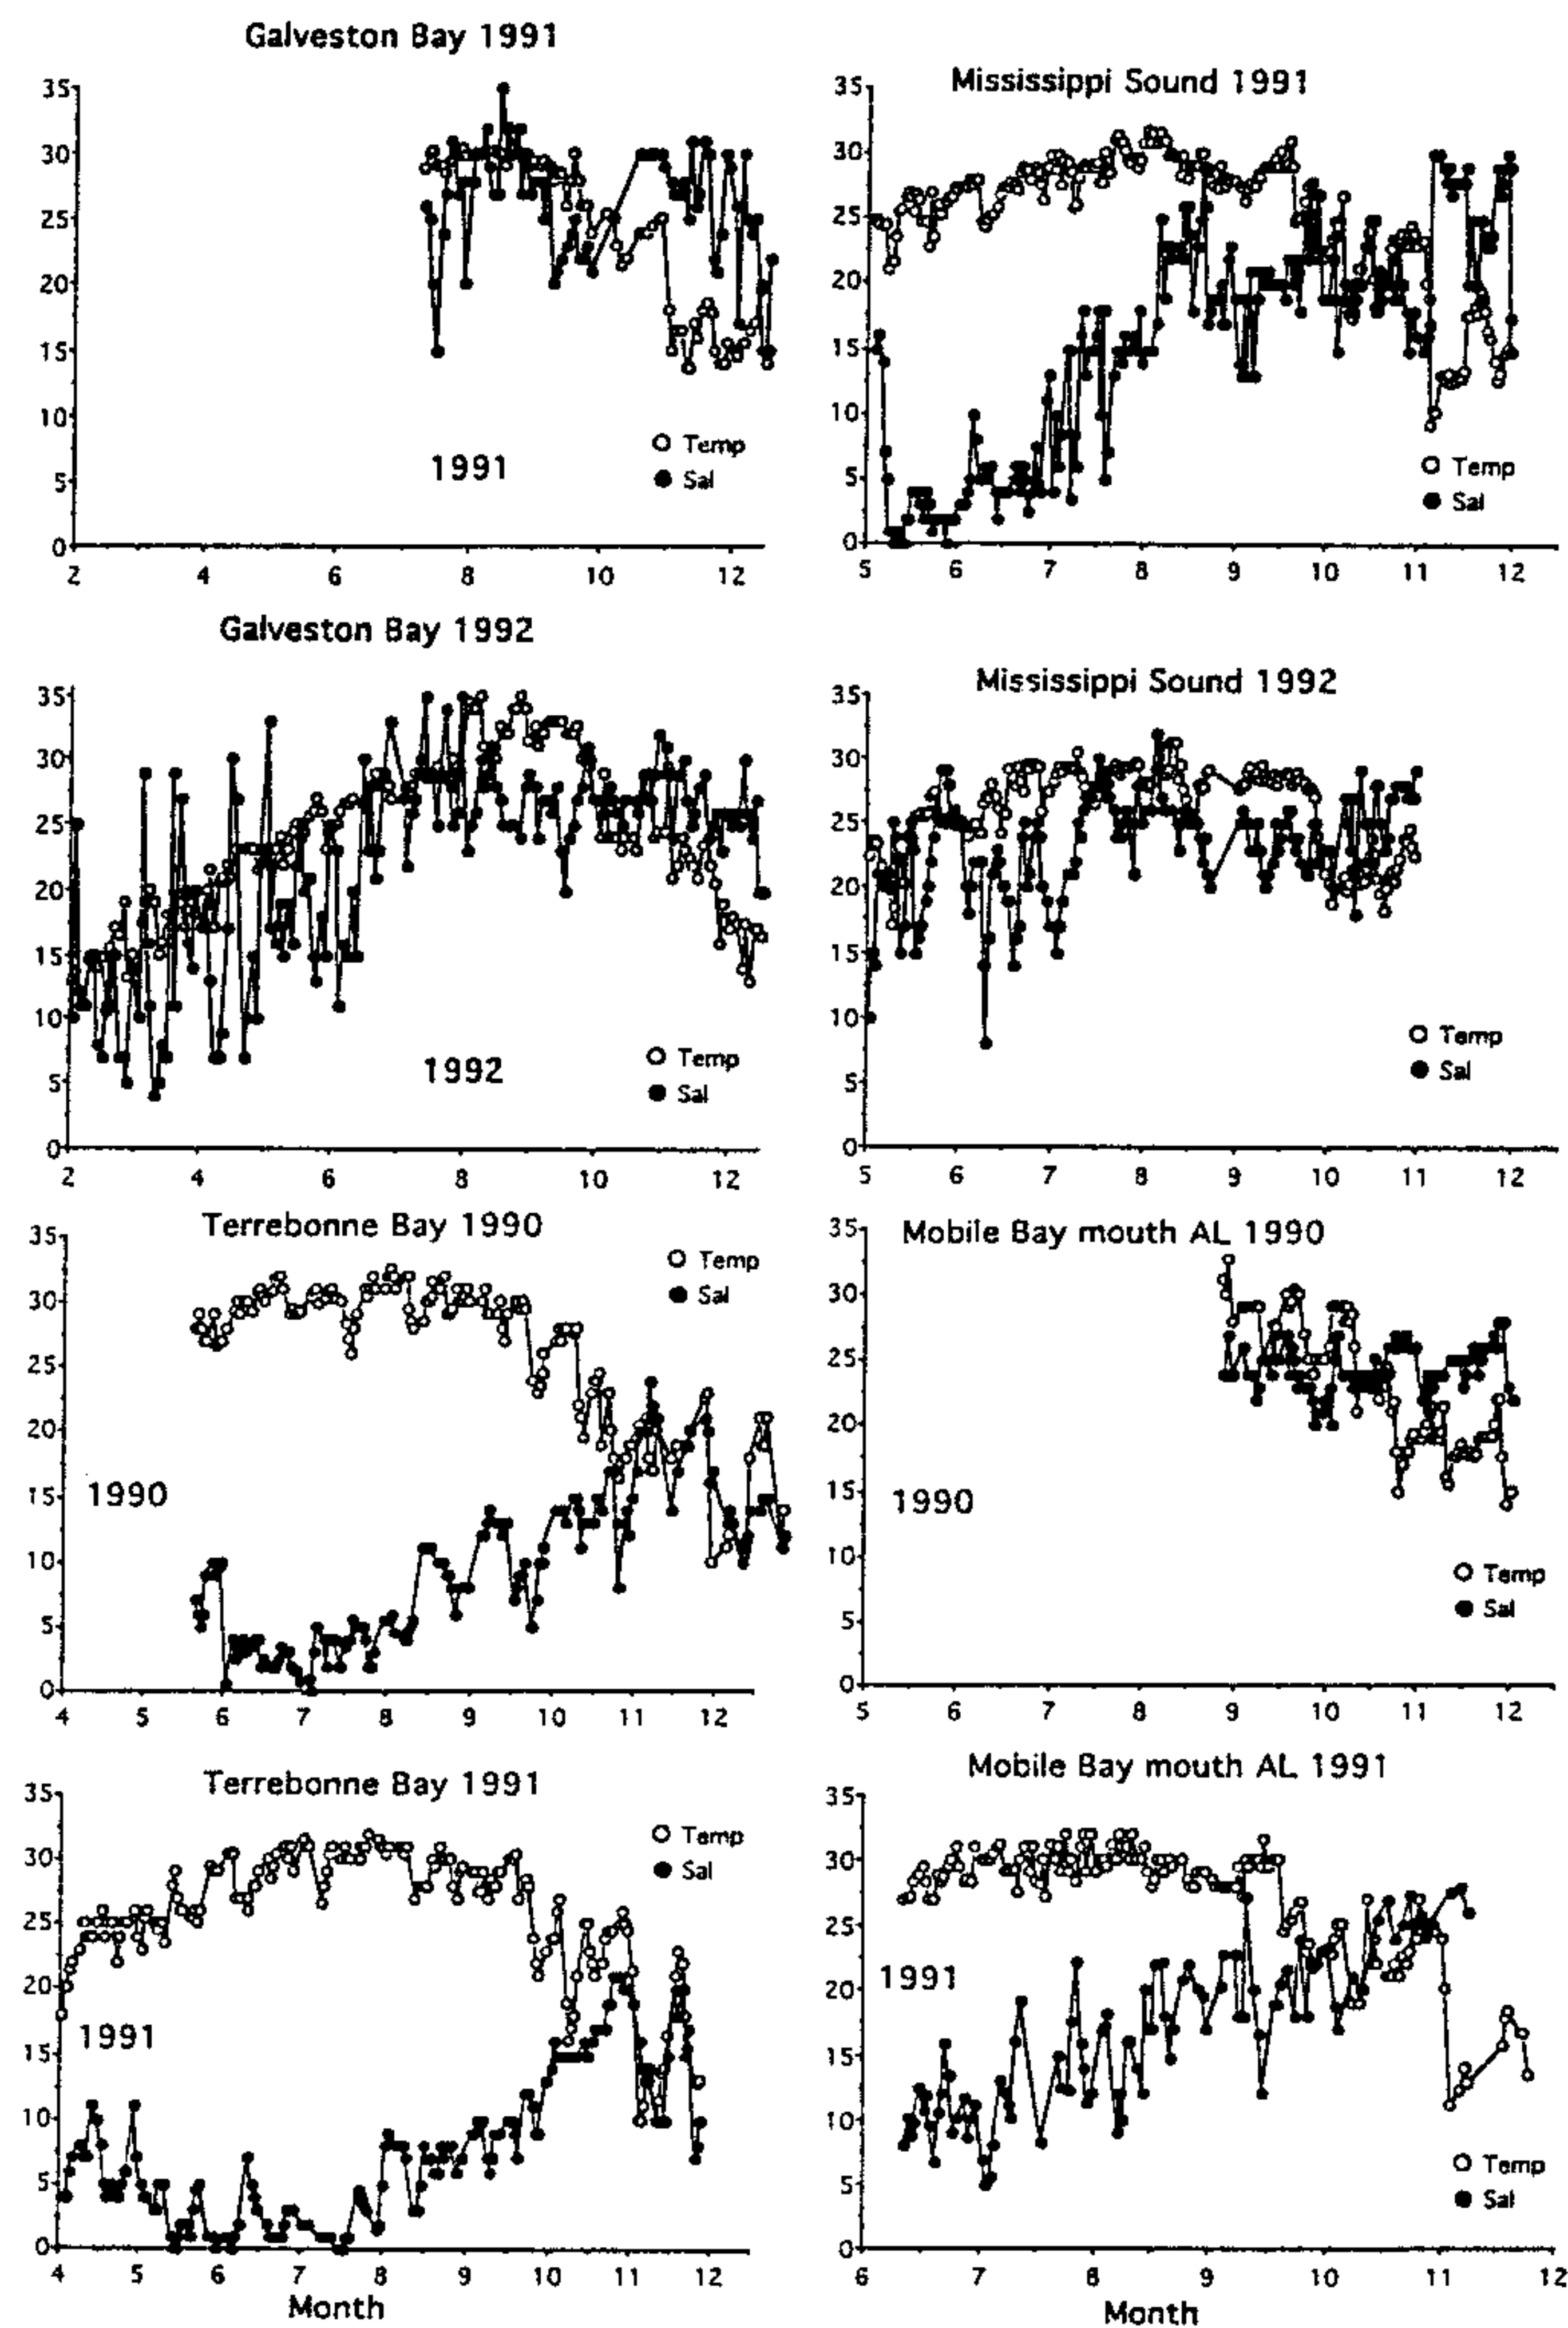 Galveston Bay 1991
35
30
25
20
15
10
5
0
2 4 6 8 10 12
1991
Temp
Sal
Mississippi Sound 1991
35
30
25
20
15
10
5
0
5 6 7 8 9 10 11 12
Temp
Sal
Galveston Bay 1992
35
30
25
20
15
10
5
0
2 4 6 8 10 12
1992
Temp
Sal
Mississippi Sound 1992
35
30
25
20
15
10
5
0
5 6 7 8 9 10 11 12
Temp
Sal
Terrebonne Bay 1990
35
30
25
20
15
10
5
0
4 5 6 7 8 9 10 11 12
1990
Temp
Sal
Mobile Bay mouth AL 1990
35
30
25
20
15
10
5
0
5 6 7 8 9 10 11 12
1990
Temp
Sal
Terrebonne Bay 1991
35
30
25
20
15
10
5
0
4 5 6 7 8 9 10 11 12
Month
1991
Temp
Sal
Mobile Bay mouth AL 1991
35
30
25
20
15
10
5
0
6 7 8 9 10 11 12
Month
1991
Temp
Sal